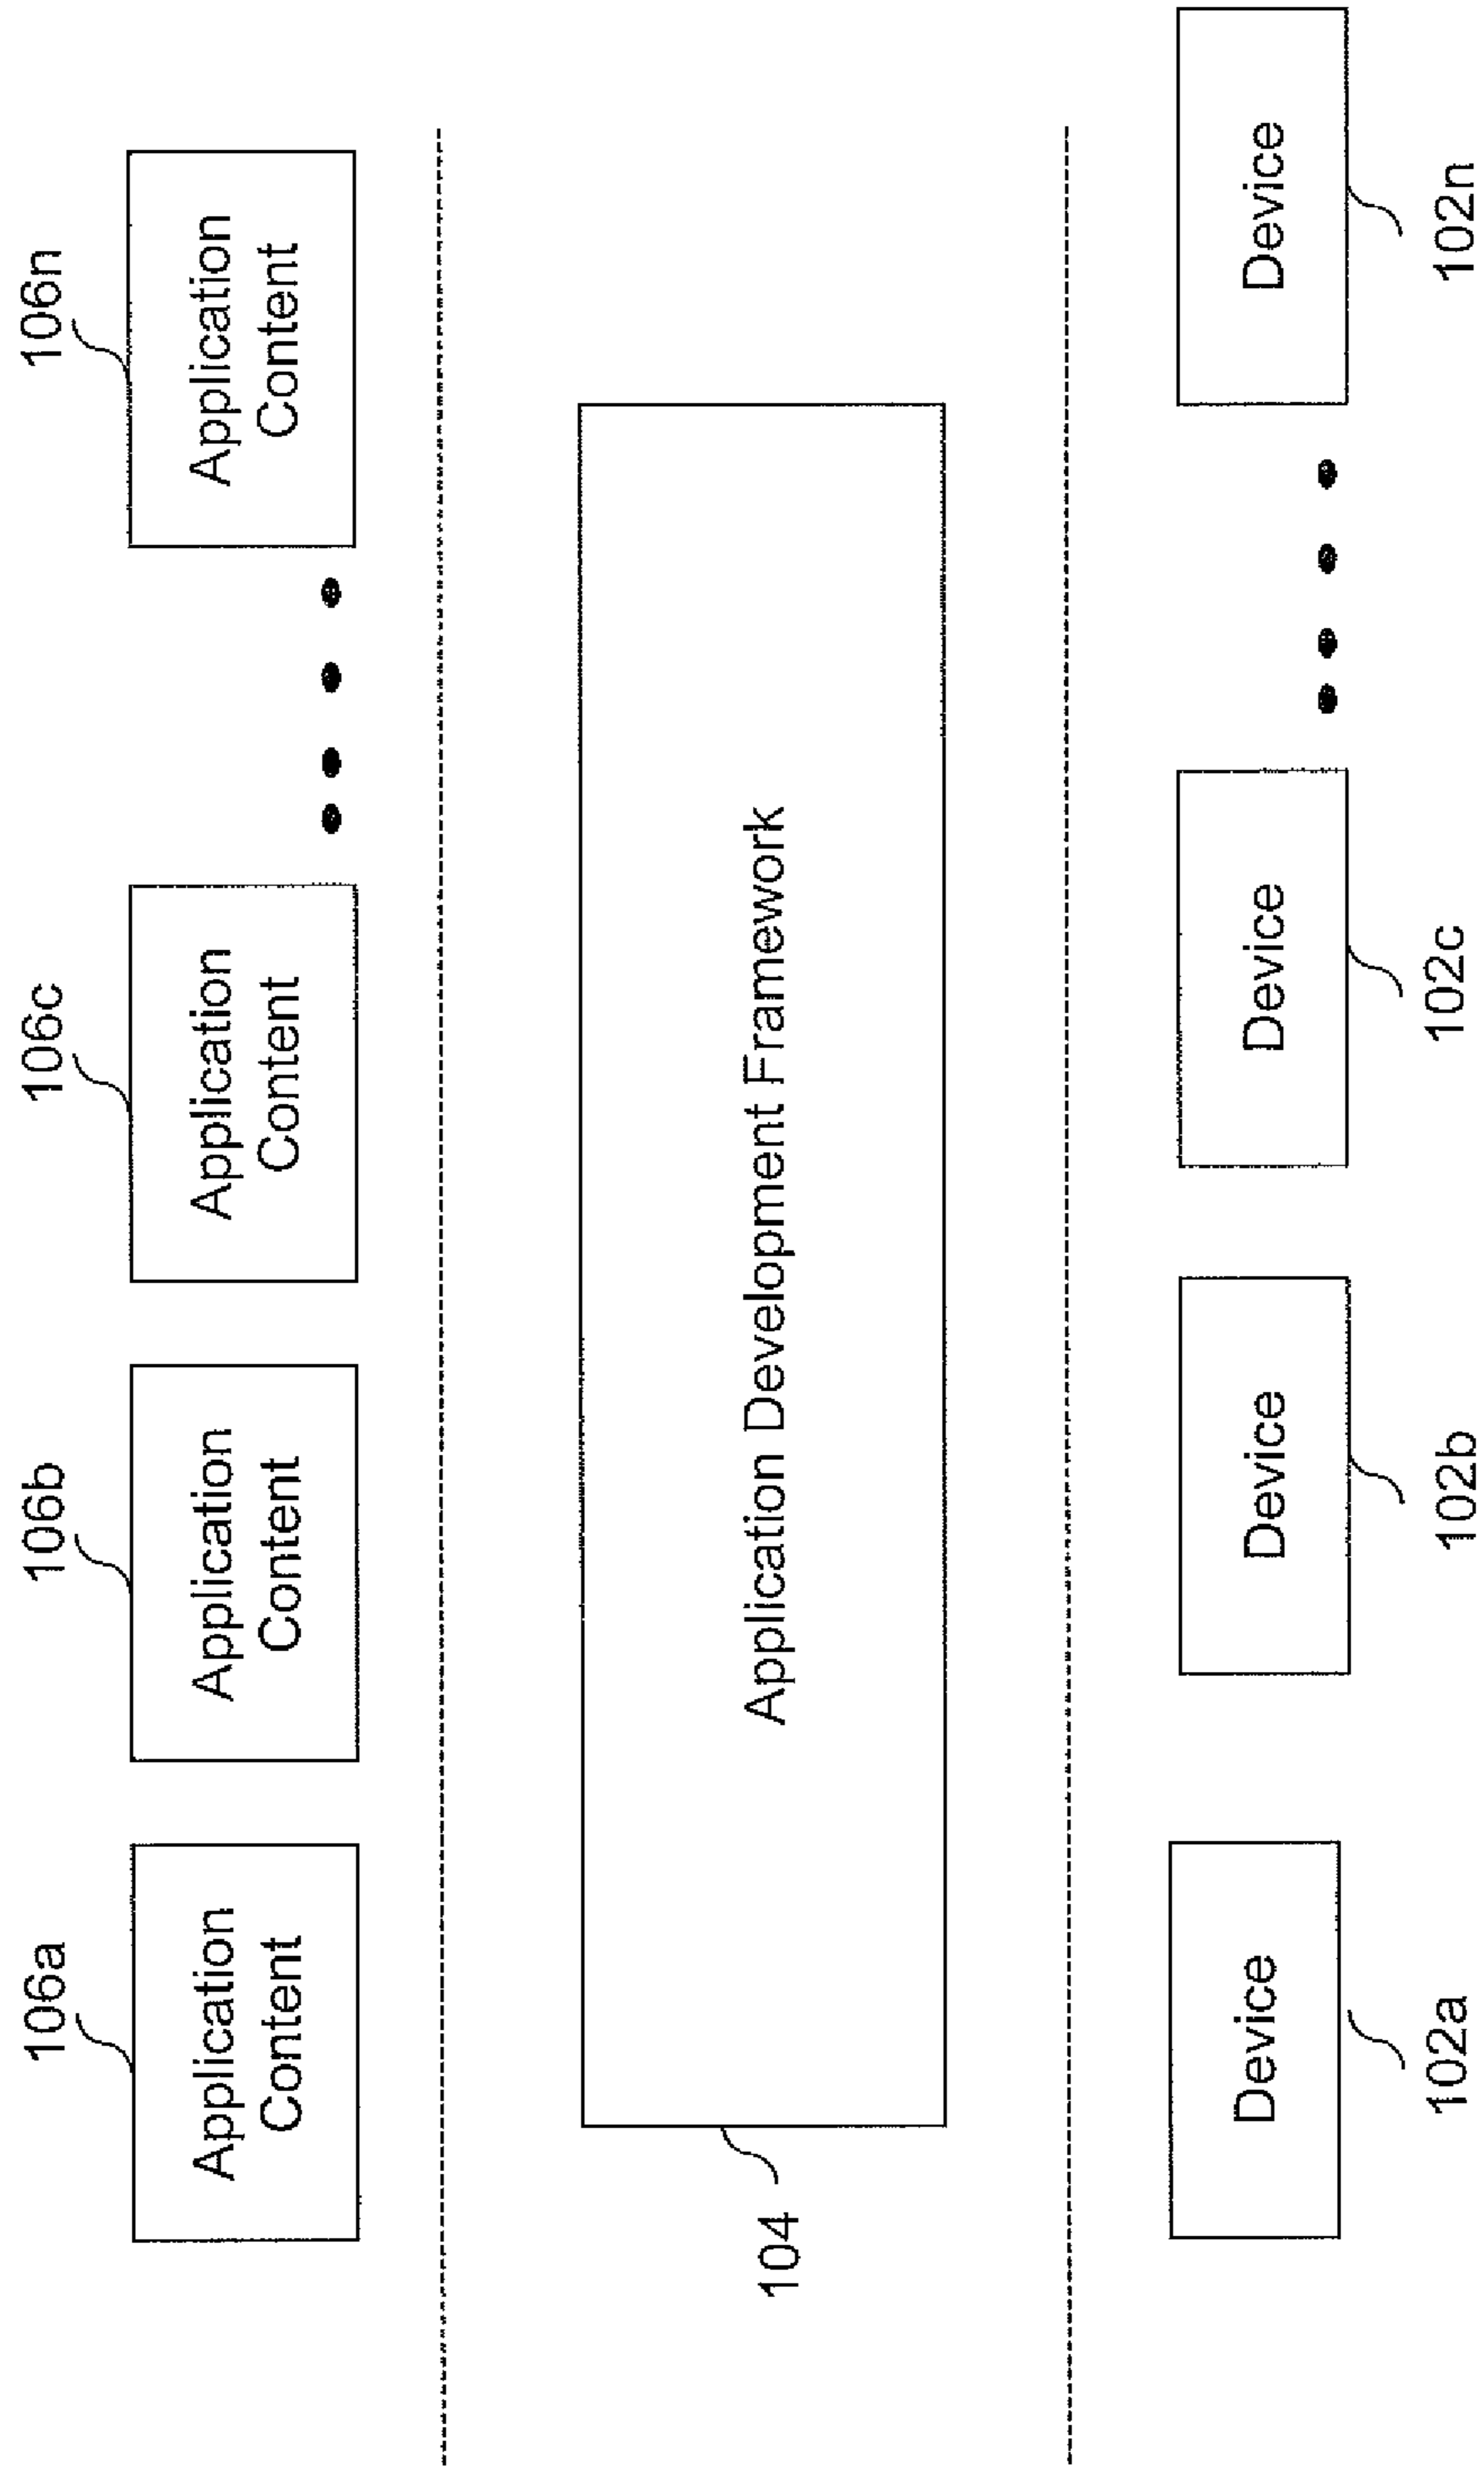 106a
106b
106c
106n
Application
Content
Application
Content
Application
Content
Application
Content
Application Development Framework
104
Device
Device
Device
Device
102a
102b
102c
102n